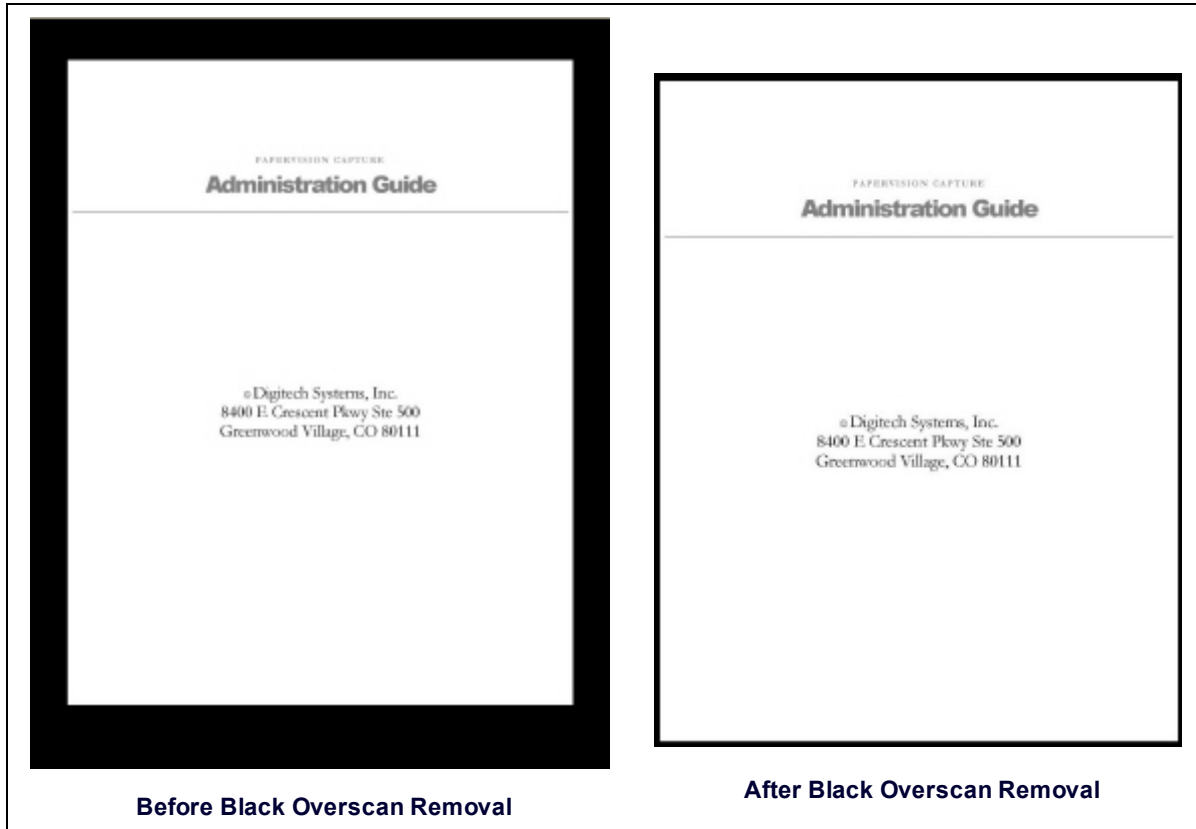 PAPERVISION CAPTURE
Administration Guide
© Digitech Systems, Inc.
8400 E Crescent Pkwy Ste 500
Greenwood Village, CO 80111
Before Black Overscan Removal
PAPERVISION CAPTURE
Administration Guide
© Digitech Systems, Inc.
8400 E Crescent Pkwy Ste 500
Greenwood Village, CO 80111
After Black Overscan Removal